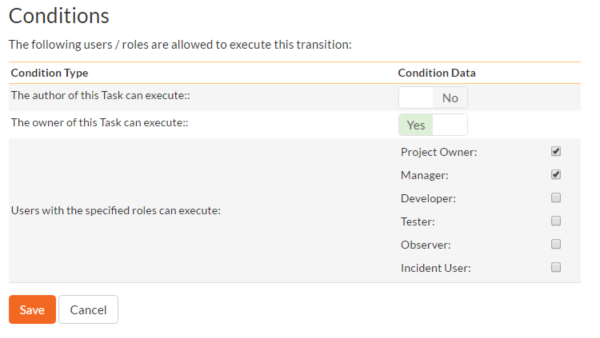 Conditions
The following users / roles are allowed to execute this transition:
Condition Type Condition Data
The author of this Task can execute:: No
The owner of this Task can execute:: Yes
Users with the specified roles can execute:
Project Owner:
Manager:
Developer:
Tester:
Observer:
Incident User:
Save Cancel